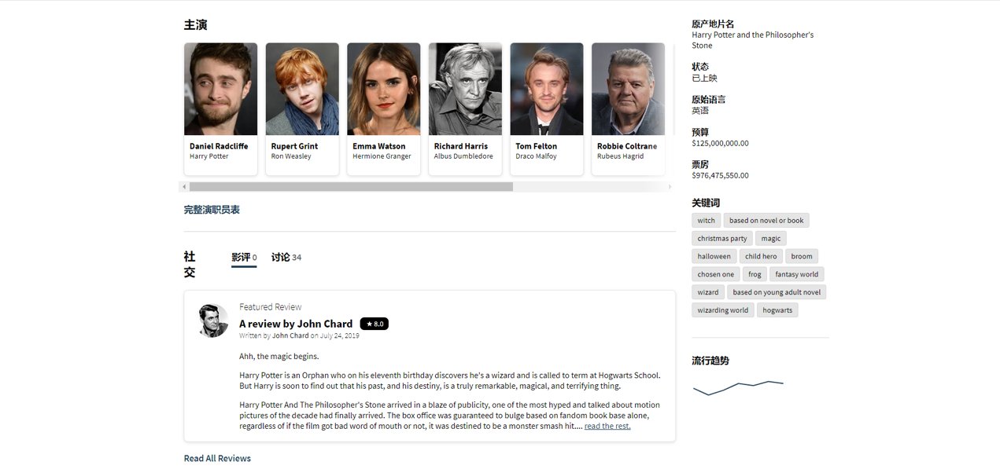 主演
Daniel Radcliffe
Harry Potter
Rupert Grint
Ron Weasley
Emma Watson
Hermione Granger
Richard Harris
Albus Dumbledore
Tom Felton
Draco Malfoy
Robbie Coltrane
Rubeus Hagrid
完整演职员表
社
交
影评 0
讨论 34
Featured Review
A review by John Chard ★ 8.0
Written by John Chard on July 24, 2019
Ahh, the magic begins.
Harry Potter is an Orphan who on his eleventh birthday discovers he's a wizard and is called to term at Hogwarts School.
But Harry is soon to find out that his past, and his destiny, is a truly remarkable, magical, and terrifying thing.
Harry Potter And The Philosopher's Stone arrived in a blaze of publicity, one of the most hyped and talked about motion
pictures of the decade had finally arrived. The box office was guaranteed to bulge based on fandom book base alone,
regardless of if the film got bad word of mouth or not, it was destined to be a monster smash hit.... read the rest.
Read All Reviews
原产地片名
Harry Potter and the Philosopher's
Stone
状态
已上映
原始语言
英语
预算
$125,000,000.00
票房
$976,475,550.00
关键词
witch based on novel or book
christmas party magic
halloween child hero broom
chosen one frog fantasy world
wizard based on young adult novel
wizarding world hogwarts
流行趋势